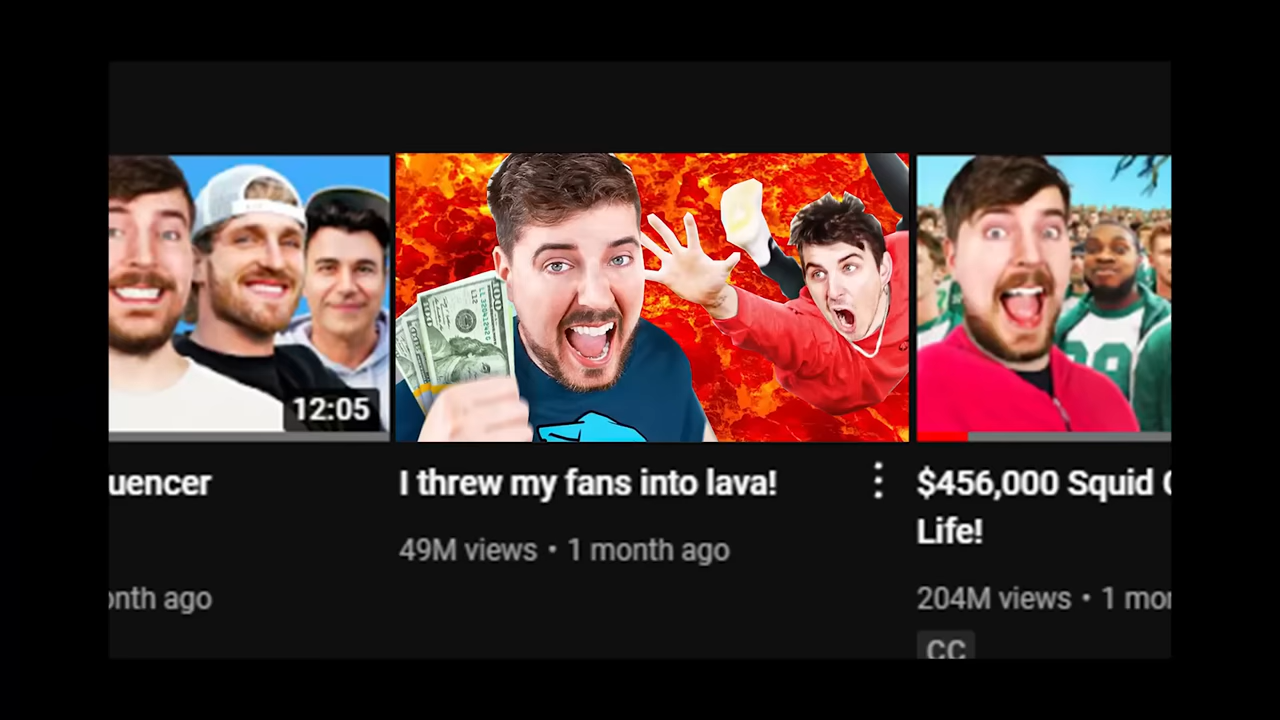 12:05
uencer
onth ago
I threw my fans into lava!
49M views • 1 month ago
$456,000 Squid
Life!
204M views • 1 mo
CC